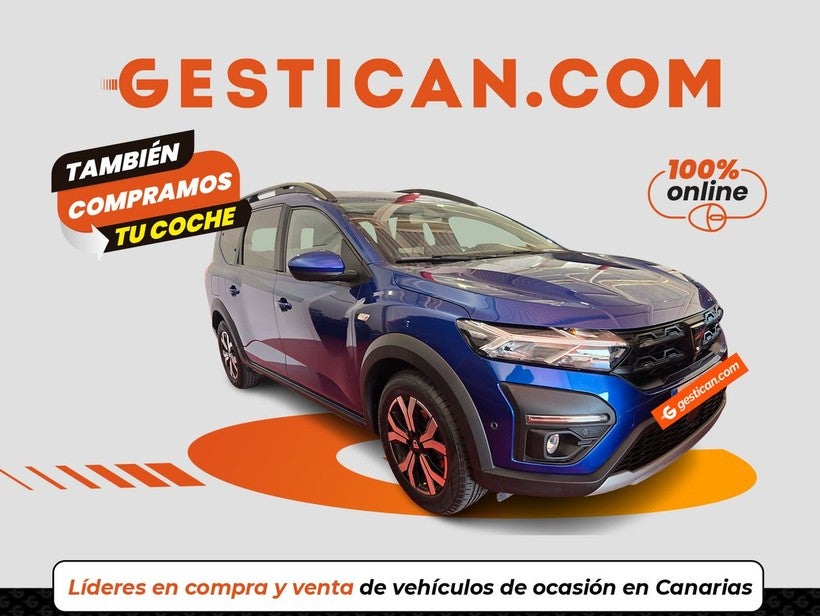 GESTICAN.COM
TAMBIÉN
COMPRAMOS
TU COCHE
100%
online
gestican.com
Líderes en compra y venta de vehículos de ocasión en Canarias